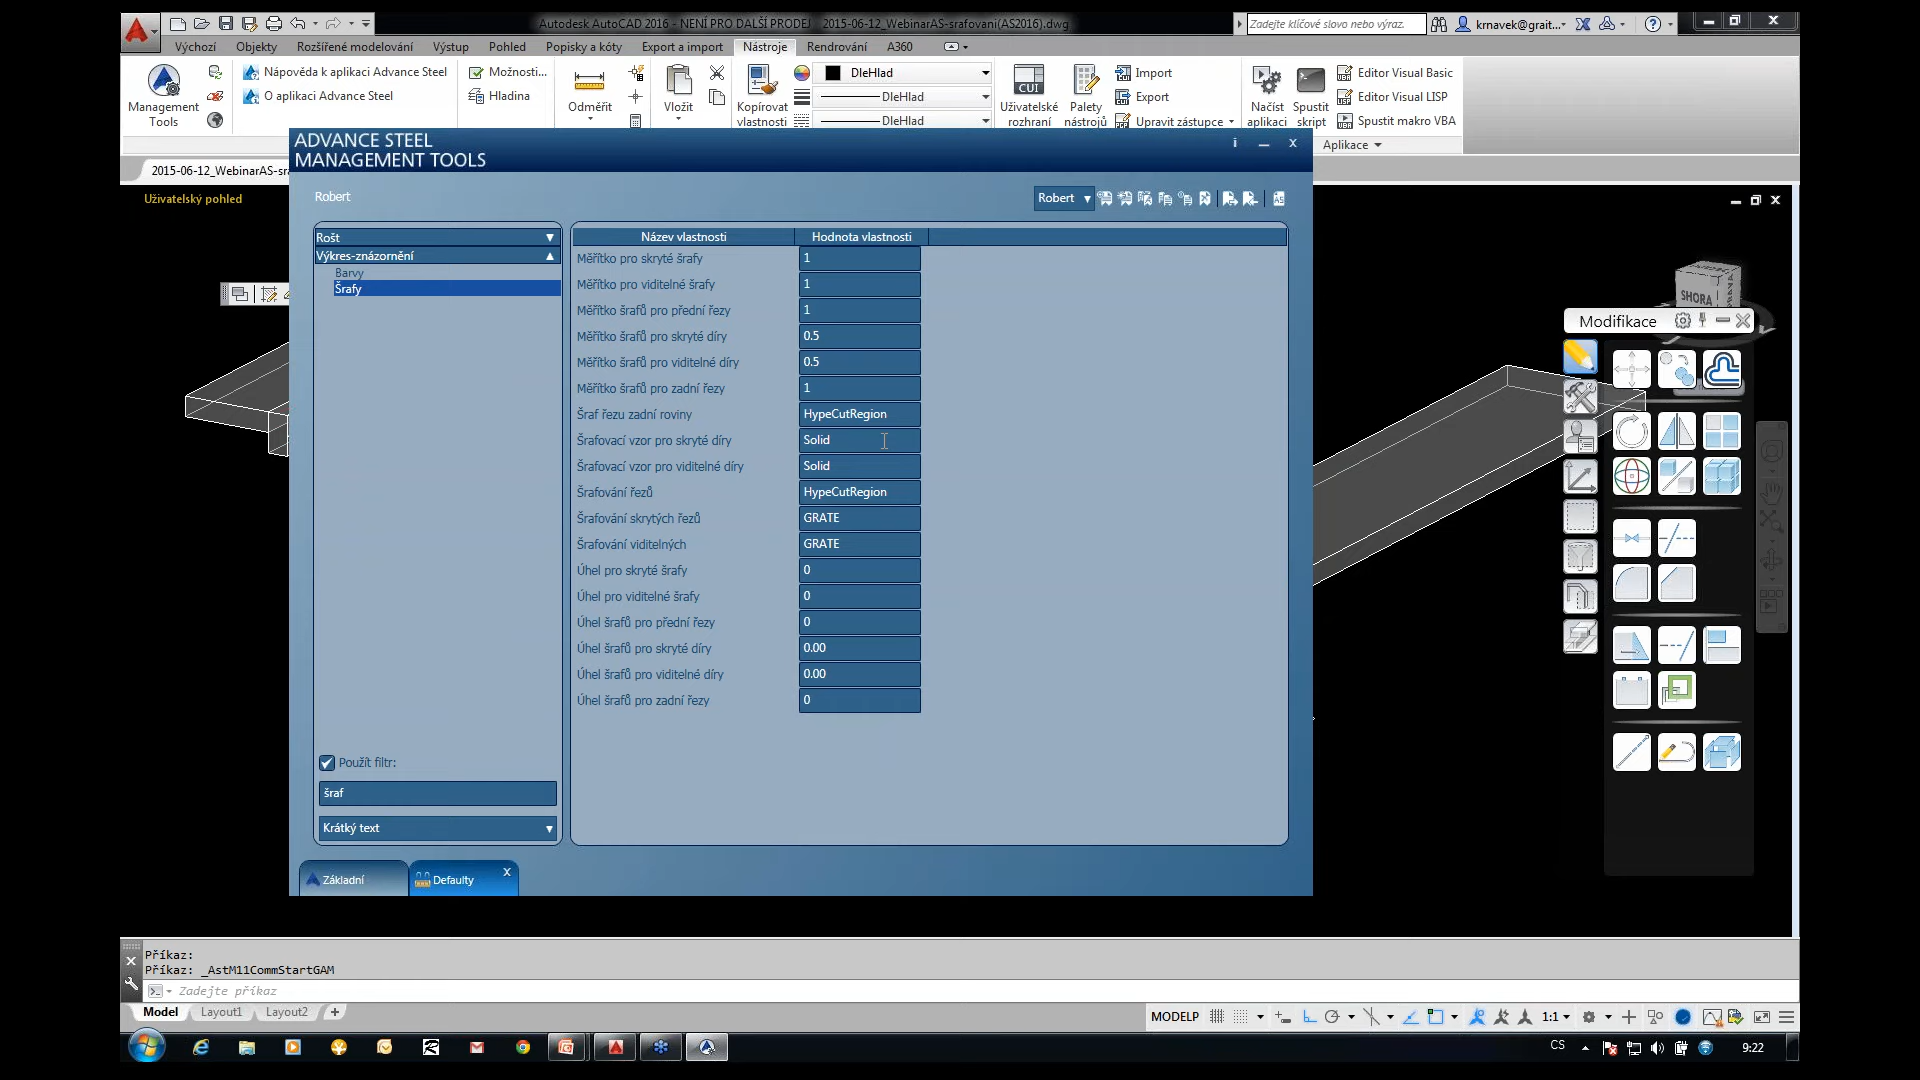 Autodesk AutoCAD 2016 - NENÍ PRO DALŠÍ PRODEJ 2015-06-12_WebinarAS-srafovani(AS2016).dwg
Zadejte klíčové slovo nebo výraz.
krnavek@grait...
Výchozí Objekty Rozšířené modelování Výstup Pohled Popisky a kóty Export a import Nástroje Rendrování A360
Management Tools
Nápověda k aplikaci Advance Steel
O aplikaci Advance Steel
Možnosti...
Hladina
Odměřit
Vložit
Kopírovat vlastnosti
DleHlad
DleHlad
DleHlad
CUI
Uživatelské rozhraní
Palety nástrojů
Import
Export
Upravit zástupce
Načíst aplikaci
Spustit skript
Editor Visual Basic
Editor Visual LISP
Spustit makro VBA
Aplikace
2015-06-12_WebinarAS-sra
Uživatelský pohled
ADVANCE STEEL
MANAGEMENT TOOLS
i
X
Robert
Robert
Rošt
Výkres-znázornění
Barvy
Šrafy
Název vlastnosti Hodnota vlastnosti
Měřítko pro skryté šrafy 1
Měřítko pro viditelné šrafy 1
Měřítko šrafů pro přední řezy 1
Měřítko šrafů pro skryté díry 0.5
Měřítko šrafů pro viditelné díry 0.5
Měřítko šrafů pro zadní řezy 1
Šraf řezu zadní roviny HypeCutRegion
Šrafovací vzor pro skryté díry Solid
Šrafovací vzor pro viditelné díry Solid
Šrafování řezů HypeCutRegion
Šrafování skrytých řezů GRATE
Šrafování viditelných GRATE
Úhel pro skryté šrafy 0
Úhel pro viditelné šrafy 0
Úhel šrafů pro přední řezy 0
Úhel šrafů pro skryté díry 0.00
Úhel šrafů pro viditelné díry 0.00
Úhel šrafů pro zadní řezy 0
Použít filtr:
šraf
Krátký text
Základní
Defaulty
X
SHORA
Modifikace
Příkaz:
Příkaz: _AstM11CommStartGAM
Zadejte příkaz
Model Layout1 Layout2 +
MODELP
1:1
CS
9:22